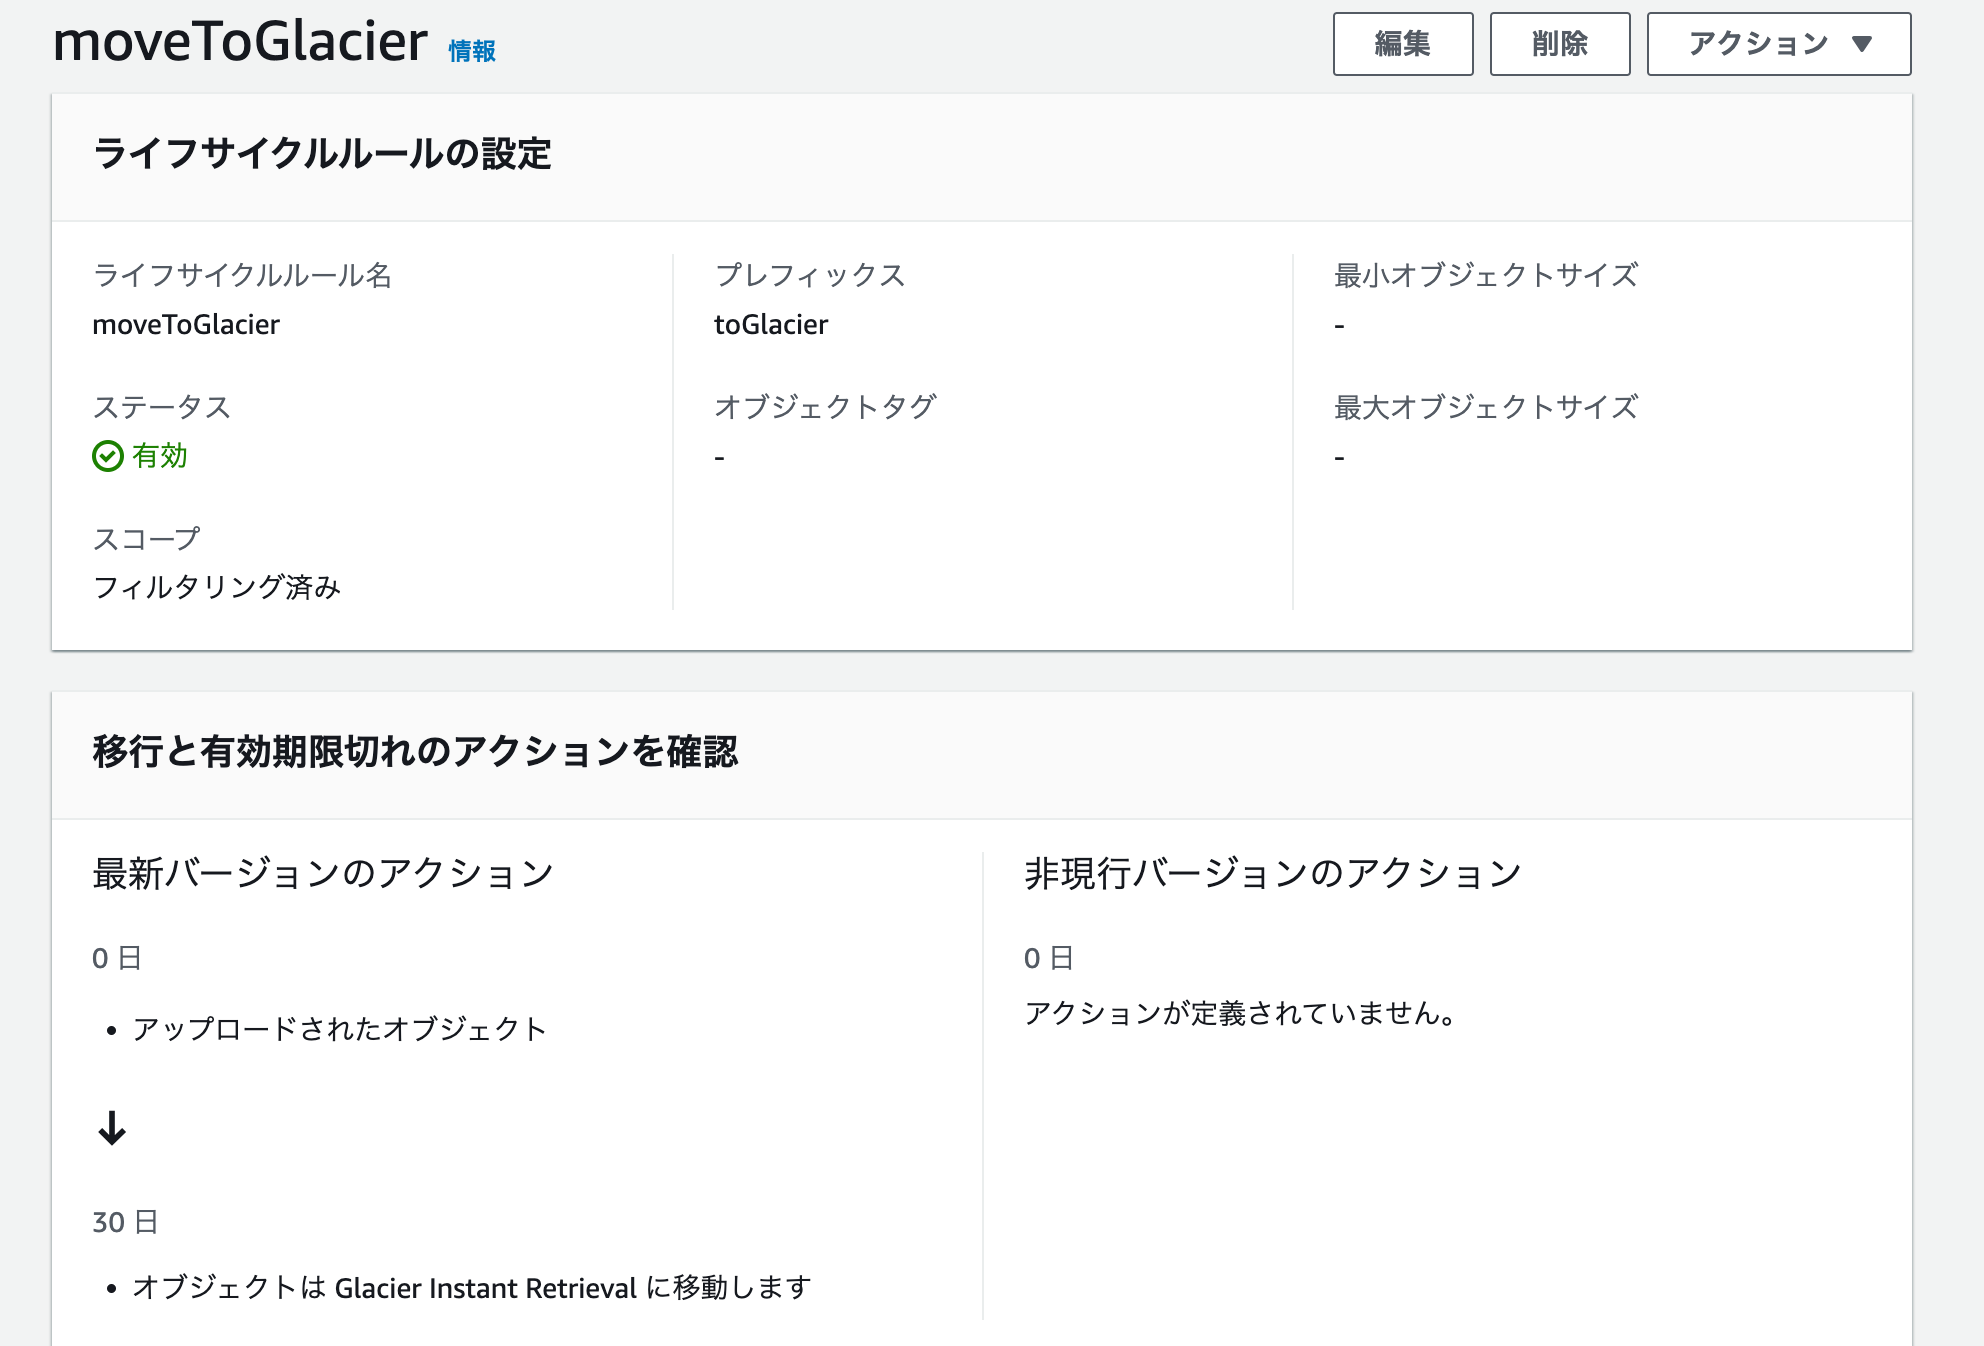 moveToGlacier 情報
編集
削除
アクション ▼
ライフサイクルルールの設定
ライフサイクルルール名
moveToGlacier
ステータス
有効
スコープ
フィルタリング済み
プレフィックス
toGlacier
オブジェクトタグ
-
最小オブジェクトサイズ
-
最大オブジェクトサイズ
-
移行と有効期限切れのアクションを確認
最新バージョンのアクション
0 日
• アップロードされたオブジェクト
↓
30 日
• オブジェクトは Glacier Instant Retrieval に移動します
非現行バージョンのアクション
0 日
アクションが定義されていません。